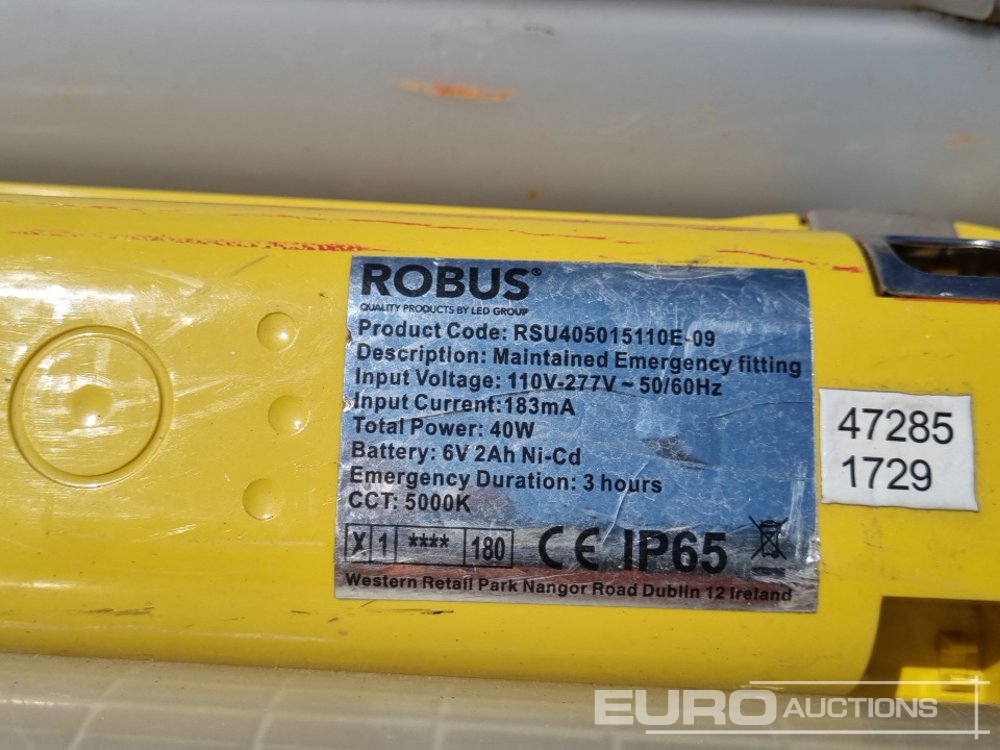 ROBUS®
QUALITY PRODUCTS BY LED GROUP
Product Code: RSU405015110E-09
Description: Maintained Emergency fitting
Input Voltage: 110V-277V ~ 50/60Hz
Input Current:183mA
Total Power: 40W
Battery: 6V 2Ah Ni-Cd
Emergency Duration: 3 hours
CCT: 5000K
X 1 **** 180 CE IP65
Western Retail Park Nangor Road Dublin 12 Ireland
47285
1729
EURO AUCTIONS